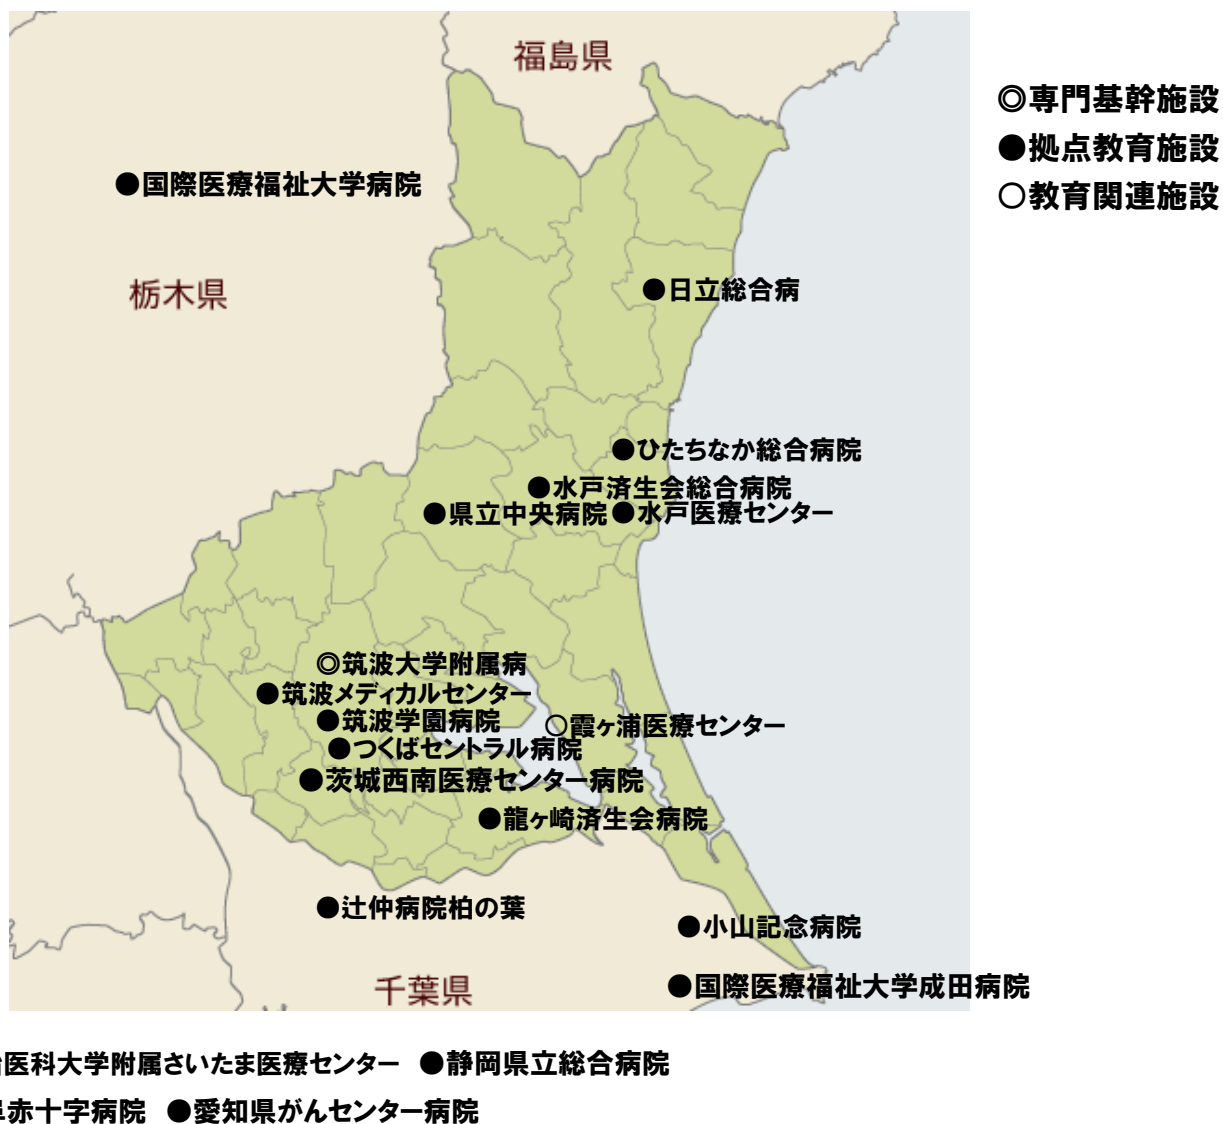 福島県
◎専門基幹施設
●拠点教育施設
○教育関連施設
●国際医療福祉大学病院
栃木県
●日立総合病
●ひたちなか総合病院
●水戸済生会総合病院
●県立中央病院●水戸医療センター
◎筑波大学附属病
●筑波メディカルセンター
●筑波学園病院
○霞ヶ浦医療センター
●つくばセントラル病院
●茨城西南医療センター病院
●龍ヶ崎済生会病院
●辻仲病院柏の葉
●小山記念病院
千葉県
●国際医療福祉大学成田病院
医科大学附属さいたま医療センター ●静岡県立総合病院
赤十字病院 ●愛知県がんセンター病院